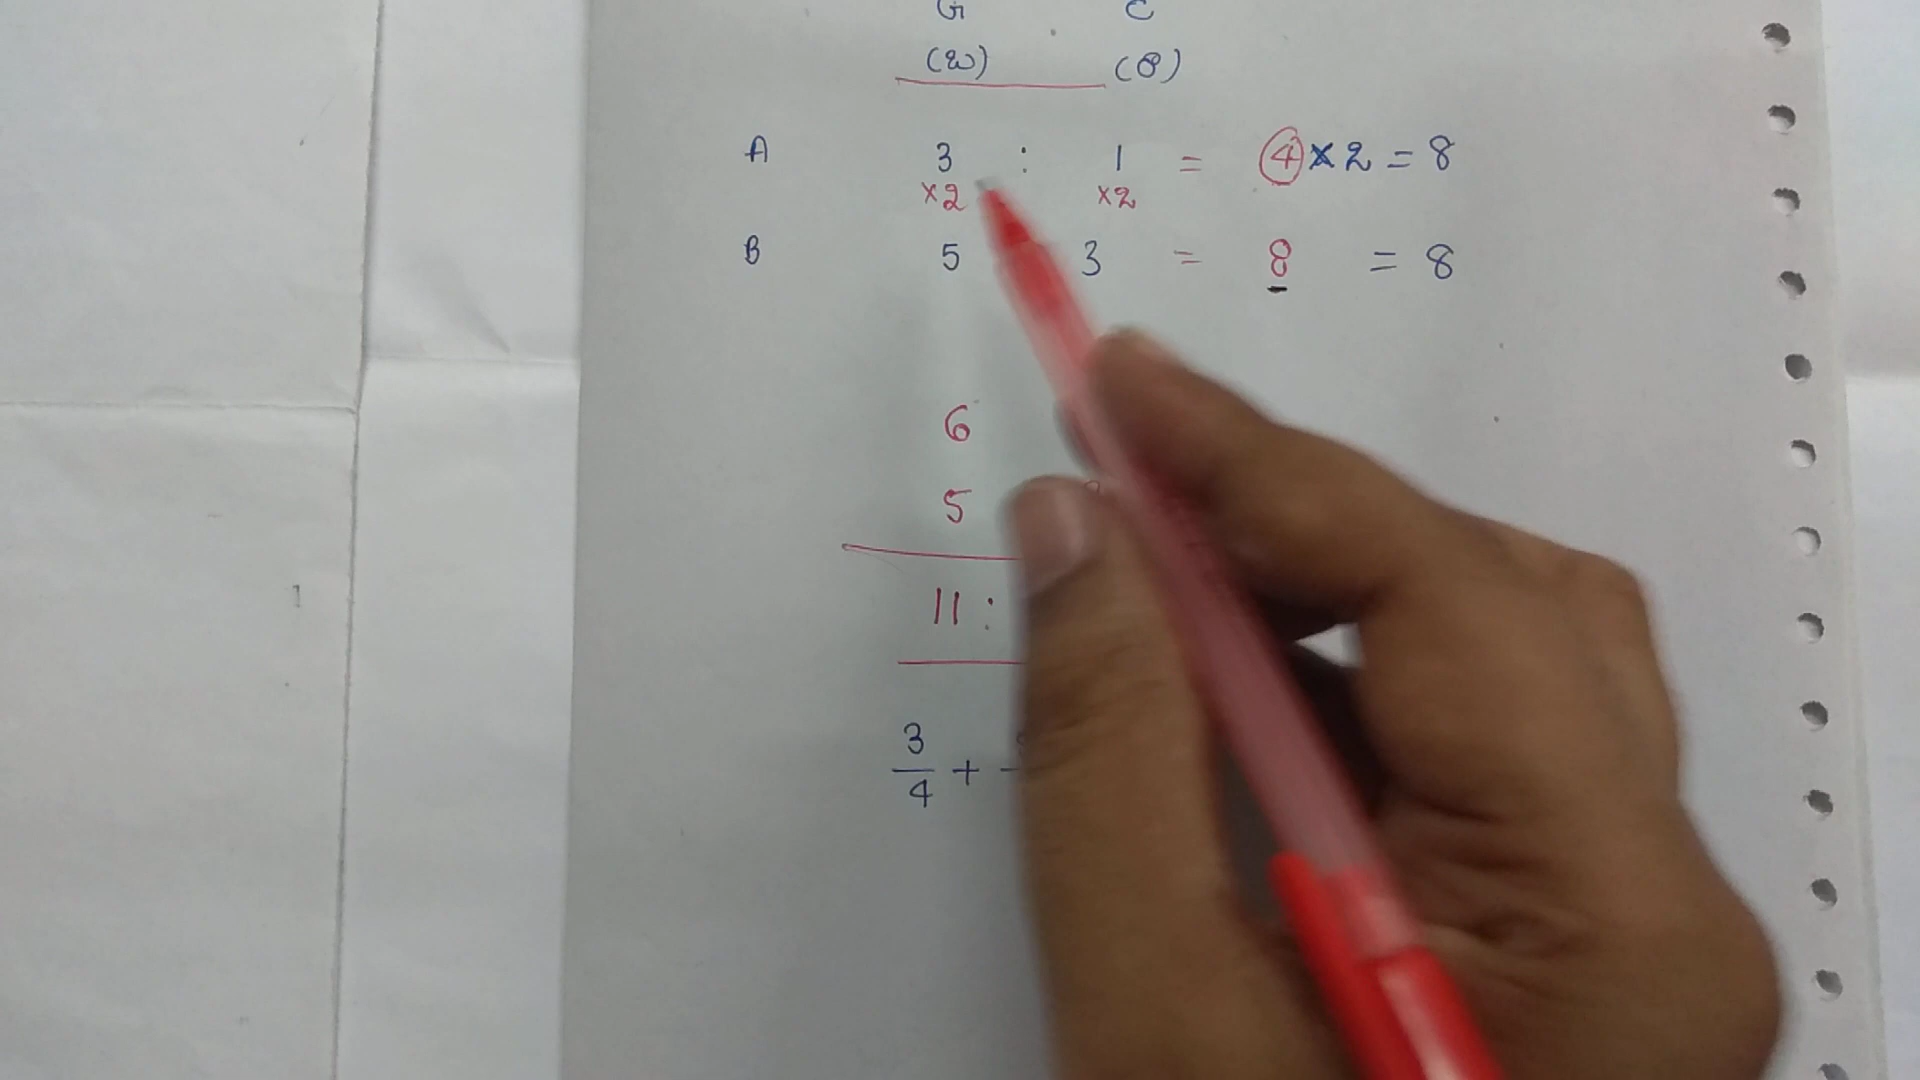 G C
A 3 : 1 = 4 × 2 = 8
×2 ×2
B 5 3 = 8 = 8
6
5
11 :
3/4 +